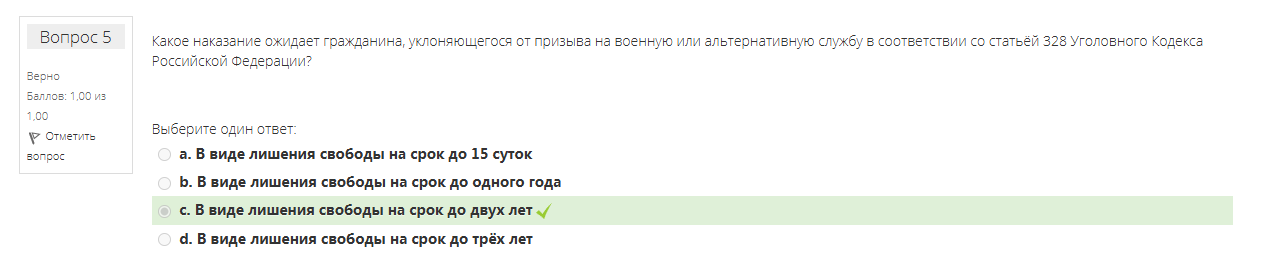 Вопрос 5
Верно
Баллов: 1,00 из
1,00
Отметить
вопрос
Какое наказание ожидает гражданина, уклоняющегося от призыва на военную или альтернативную службу в соответствии со статьёй 328 Уголовного Кодекса
Российской Федерации?
Выберите один ответ:
a. В виде лишения свободы на срок до 15 суток
b. В виде лишения свободы на срок до одного года
c. В виде лишения свободы на срок до двух лет
d. В виде лишения свободы на срок до трёх лет